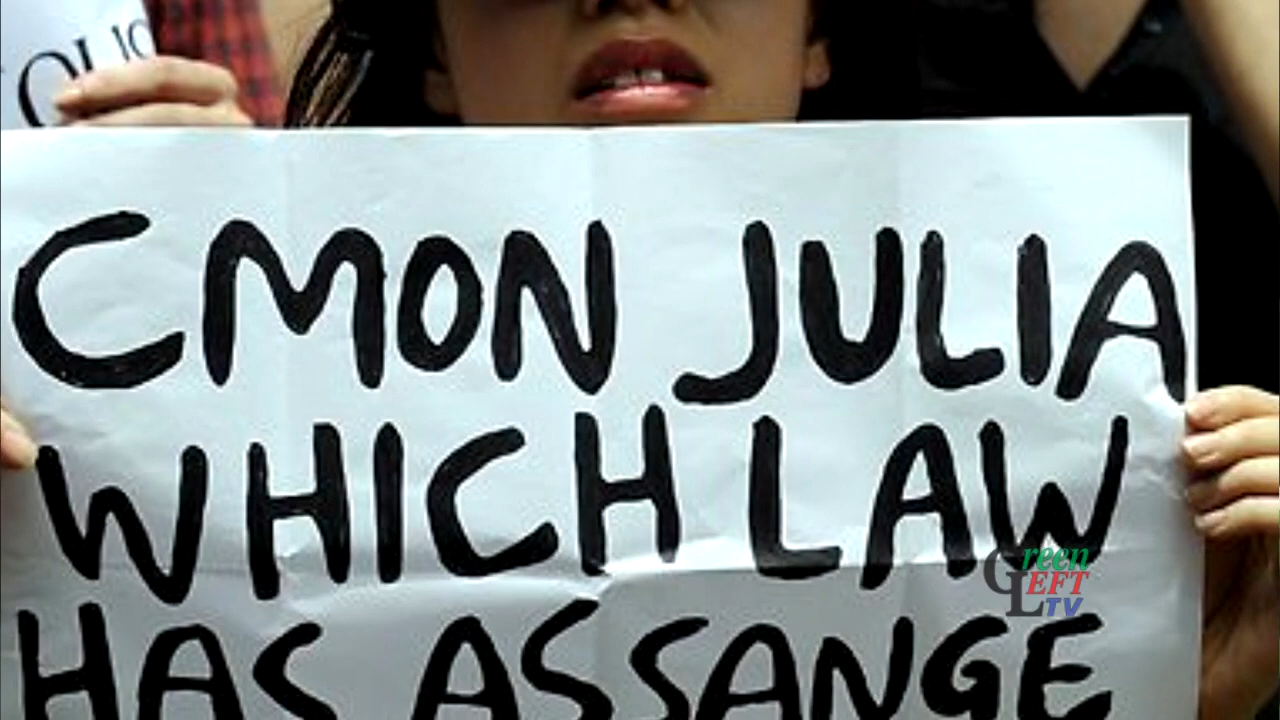 CMON JULIA
WHICH LAW
HAS ASSANGE
Green
LEFT
TV